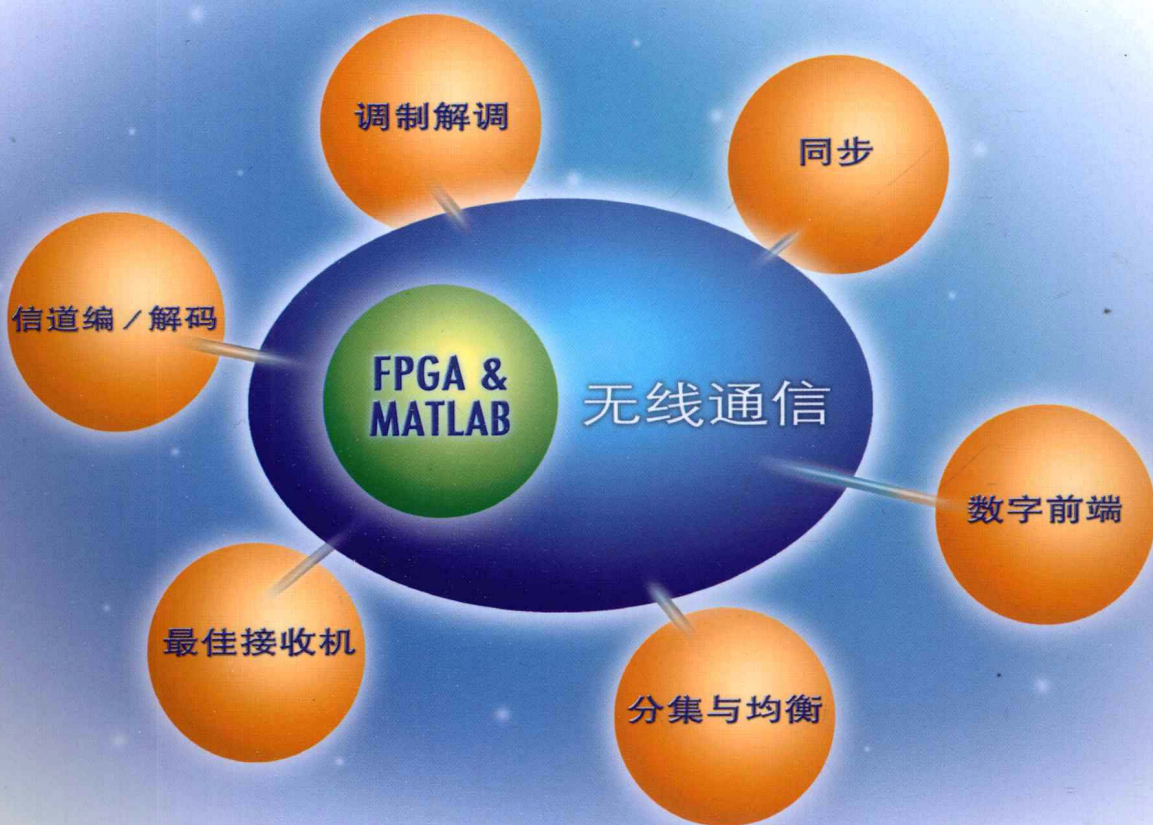 调制解调
同步
信道编/解码
FPGA &
MATLAB
无线通信
数字前端
最佳接收机
分集与均衡